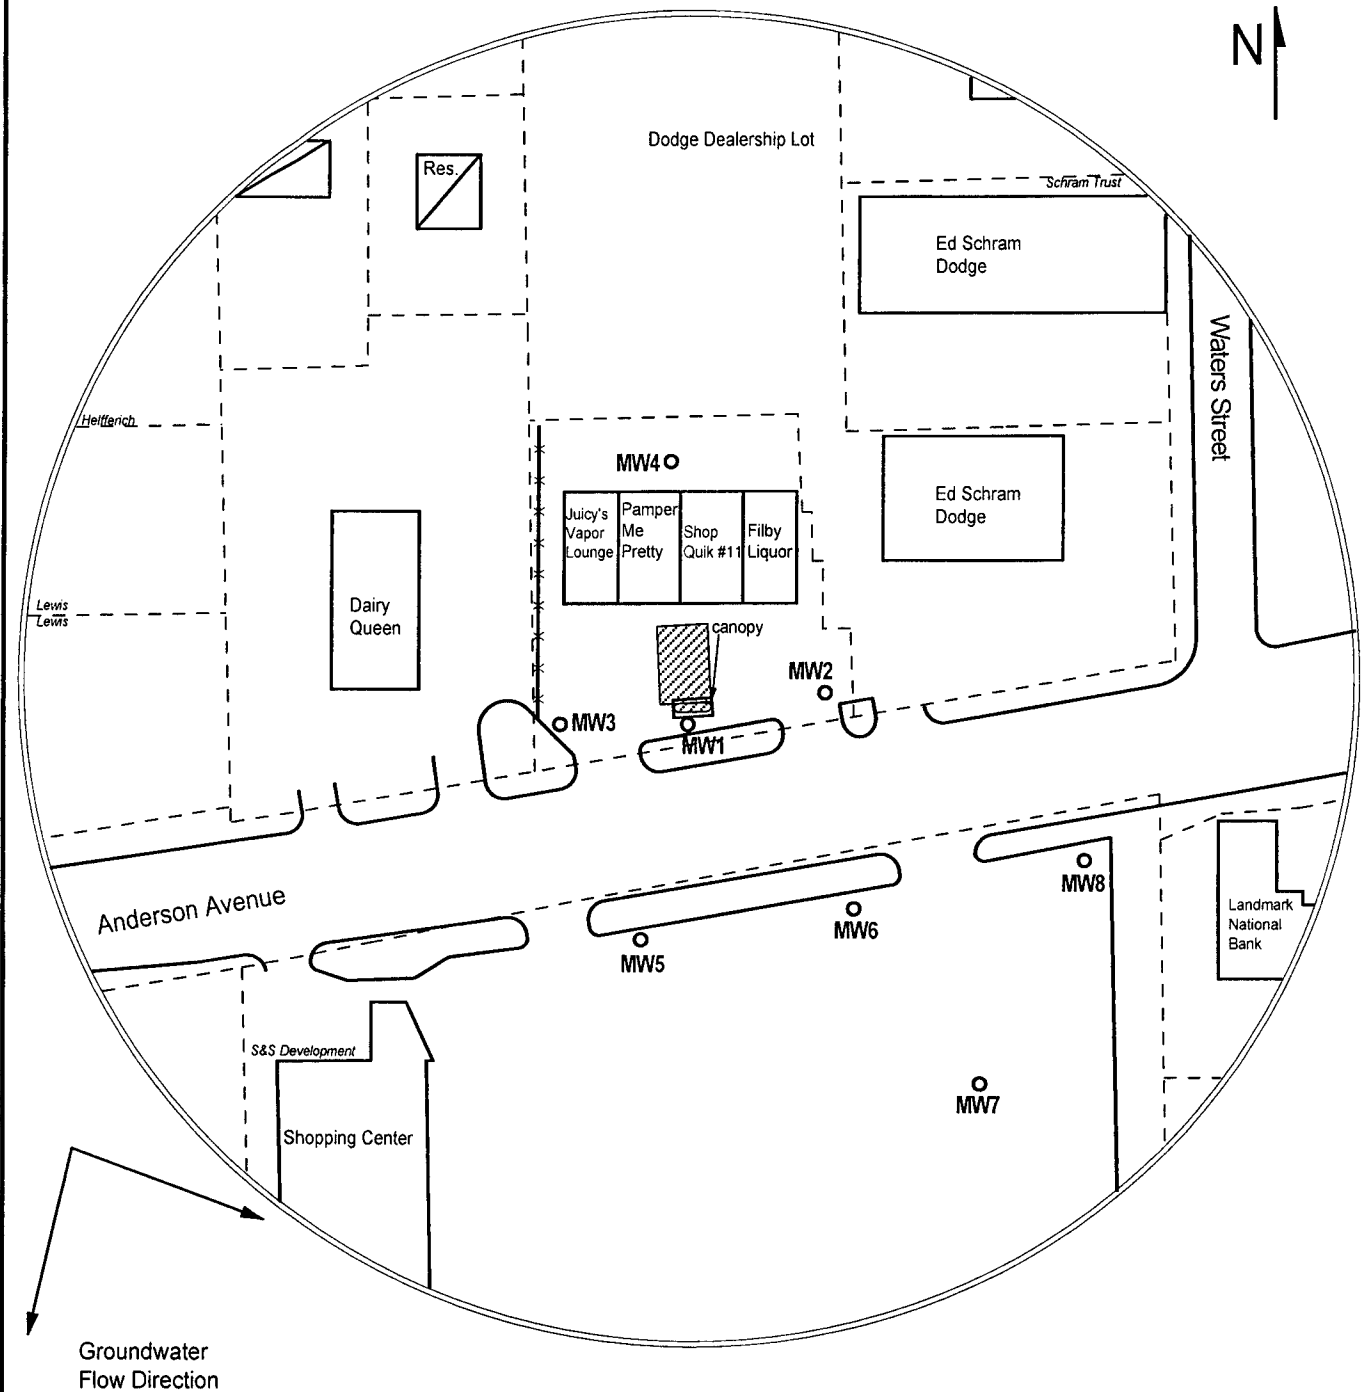 N
Dodge Dealership Lot
Res.
Schram Trust
Ed Schram
Dodge
Waters Street
Helfferich
MW4
Ed Schram
Dodge
Juicy's
Vapor
Lounge
Pamper
Me
Pretty
Shop
Quik #11
Filby
Liquor
Lewis
Lewis
Dairy
Queen
canopy
MW2
MW3
MW1
MW8
Anderson Avenue
Landmark
National
Bank
MW6
MW5
S&S Development
MW7
Shopping Center
Groundwater
Flow Direction